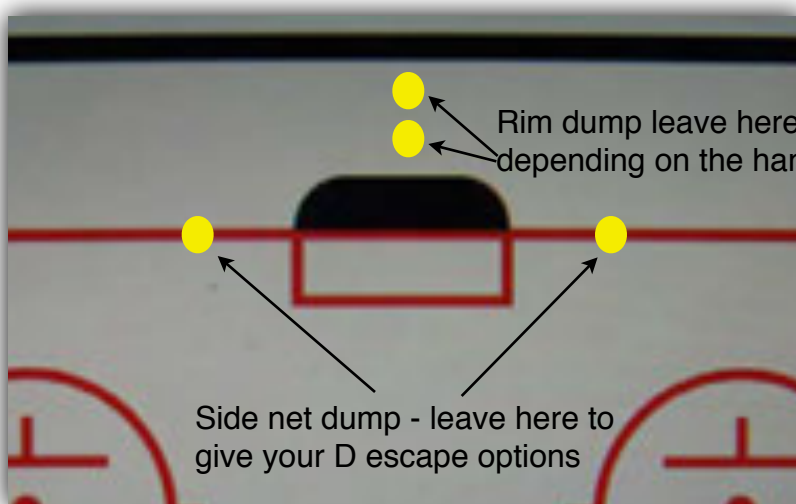 Rim dump leave here
depending on the
Side net dump - leave here to
give your D escape options